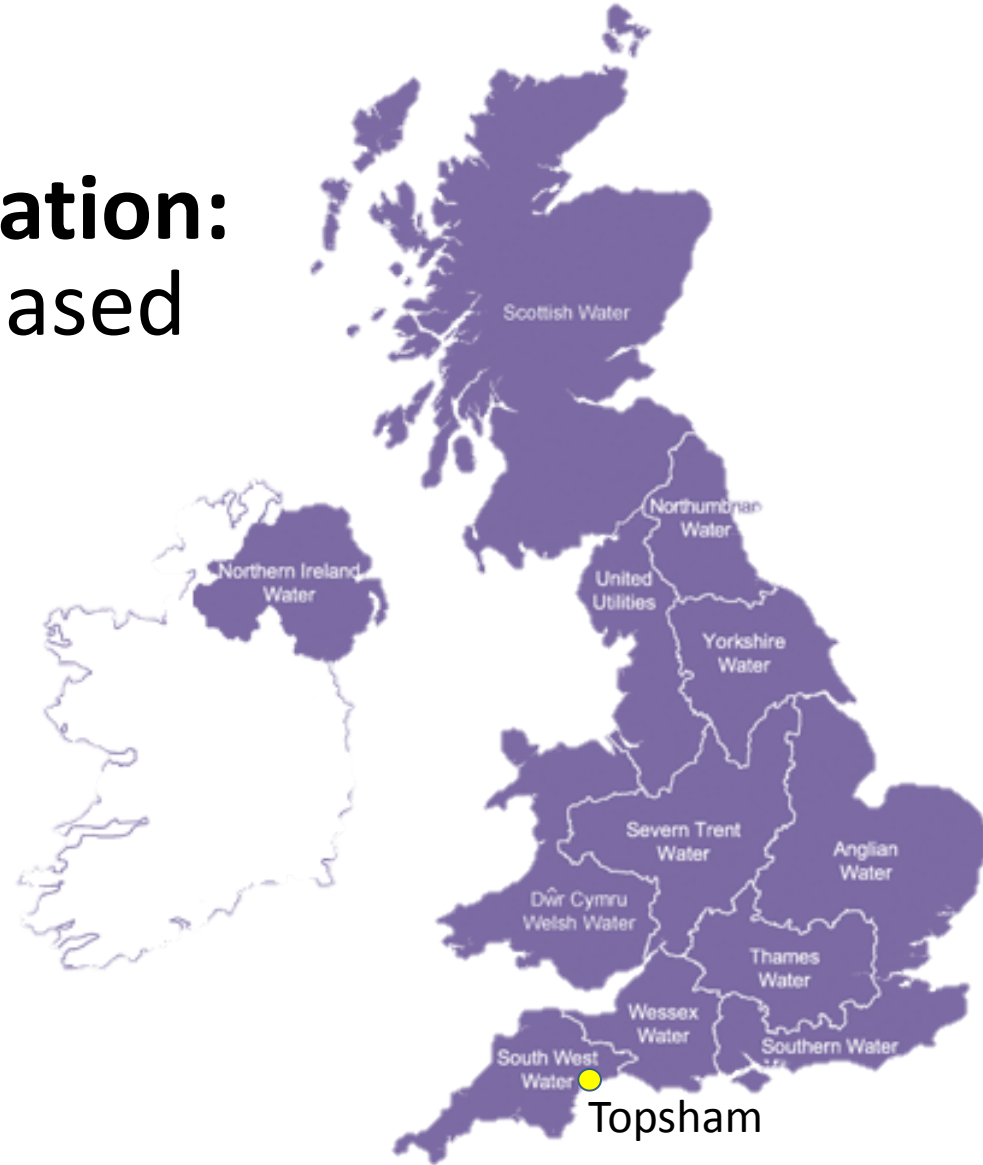 ation:
ased
Scottish Water
Northumbrian
Water
Northern Ireland
Water
United
Utilities
Yorkshire
Water
Severn Trent
Water
Anglian
Water
Dŵr Cymru
Welsh Water
Thames
Water
Wessex
Water
Southern Water
South West
Water
Topsham